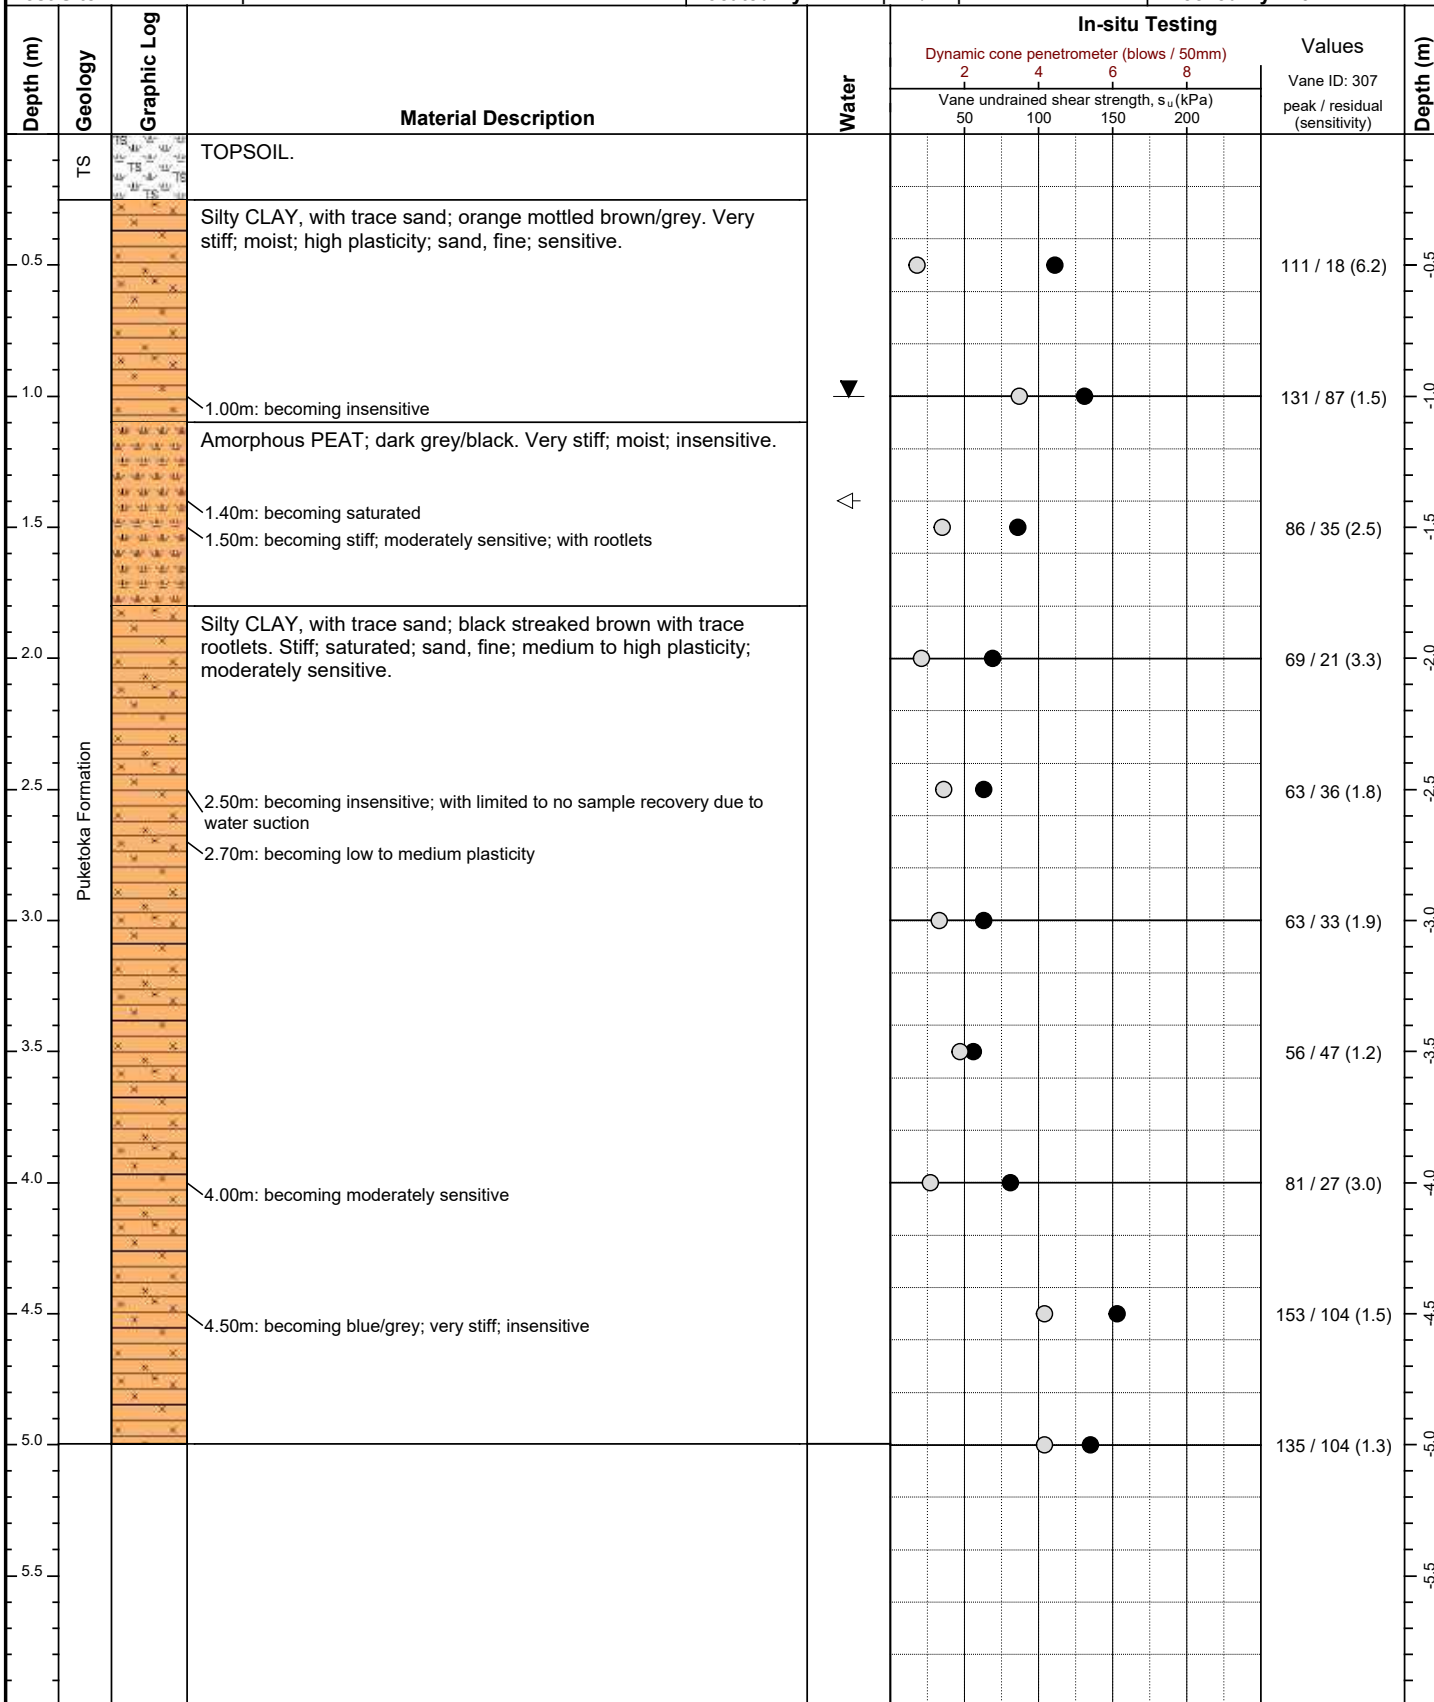 In-situ Testing
Depth (m)
Geology
Graphic Log
Material Description
Water
Dynamic cone penetrometer (blows / 50mm)
2 4 6 8
Vane undrained shear strength, su (kPa)
50 100 150 200
Values
Vane ID: 307
peak / residual
(sensitivity)
Depth (m)
TS
TS
TS
TS
TS
TOPSOIL.
Silty CLAY, with trace sand; orange mottled brown/grey. Very
stiff; moist; high plasticity; sand, fine; sensitive.
0.5
111 / 18 (6.2)
-0.5
1.0
131 / 87 (1.5)
-1.0
1.00m: becoming insensitive
Amorphous PEAT; dark grey/black. Very stiff; moist; insensitive.
1.40m: becoming saturated
1.5
86 / 35 (2.5)
-1.5
1.50m: becoming stiff; moderately sensitive; with rootlets
Silty CLAY, with trace sand; black streaked brown with trace
rootlets. Stiff; saturated; sand, fine; medium to high plasticity;
moderately sensitive.
2.0
69 / 21 (3.3)
-2.0
Puketoka Formation
2.5
63 / 36 (1.8)
-2.5
2.50m: becoming insensitive; with limited to no sample recovery due to
water suction
2.70m: becoming low to medium plasticity
3.0
63 / 33 (1.9)
-3.0
3.5
56 / 47 (1.2)
-3.5
4.0
81 / 27 (3.0)
-4.0
4.00m: becoming moderately sensitive
4.5
153 / 104 (1.5)
-4.5
4.50m: becoming blue/grey; very stiff; insensitive
5.0
135 / 104 (1.3)
-5.0
5.5
-5.5